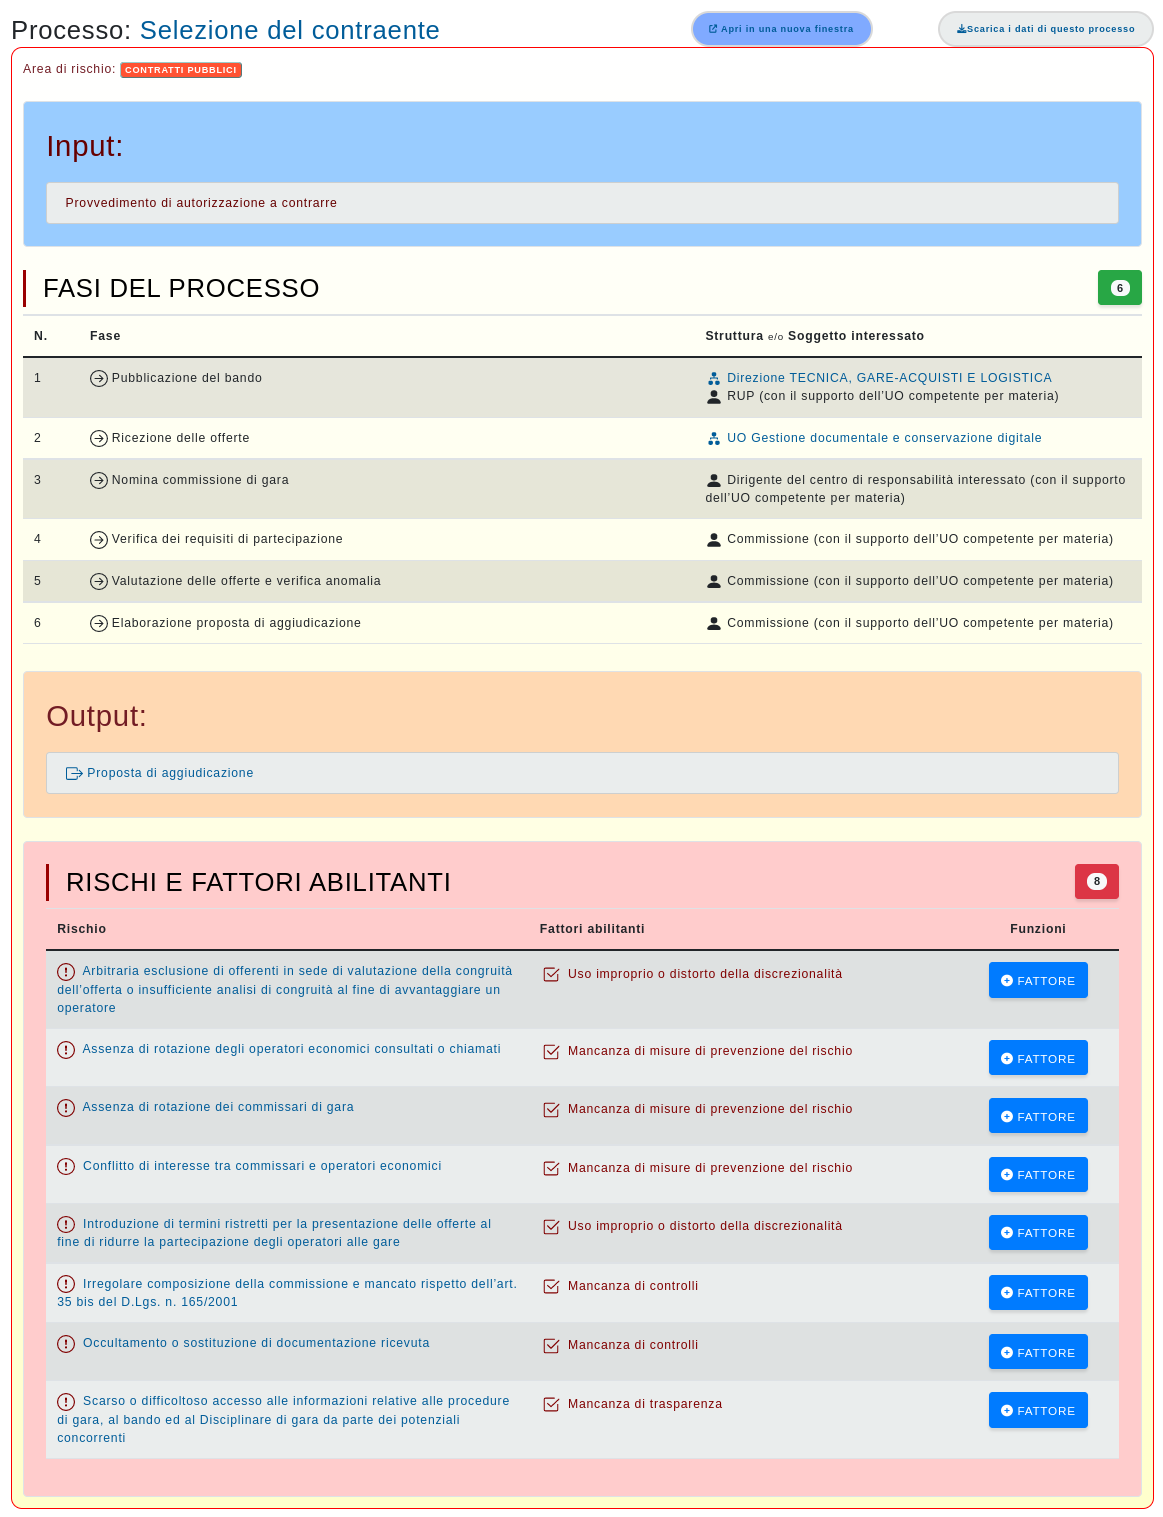 Processo: Selezione del contraente
Apri in una nuova finestra
Scarica i dati di questo processo
Area di rischio: CONTRATTI PUBBLICI
Input:
Provvedimento di autorizzazione a contrarre
FASI DEL PROCESSO
6
N. Fase Struttura e/o Soggetto interessato
1 Pubblicazione del bando Direzione TECNICA, GARE-ACQUISTI E LOGISTICA
RUP (con il supporto dell'UO competente per materia)
2 Ricezione delle offerte UO Gestione documentale e conservazione digitale
3 Nomina commissione di gara Dirigente del centro di responsabilità interessato (con il supporto
dell'UO competente per materia)
4 Verifica dei requisiti di partecipazione Commissione (con il supporto dell'UO competente per materia)
5 Valutazione delle offerte e verifica anomalia Commissione (con il supporto dell'UO competente per materia)
6 Elaborazione proposta di aggiudicazione Commissione (con il supporto dell'UO competente per materia)
Output:
Proposta di aggiudicazione
RISCHI E FATTORI ABILITANTI
8
Rischio Fattori abilitanti Funzioni
Arbitraria esclusione di offerenti in sede di valutazione della congruità Uso improprio o distorto della discrezionalità FATTORE
dell'offerta o insufficiente analisi di congruità al fine di avvantaggiare un
operatore
Assenza di rotazione degli operatori economici consultati o chiamati Mancanza di misure di prevenzione del rischio FATTORE
Assenza di rotazione dei commissari di gara Mancanza di misure di prevenzione del rischio FATTORE
Conflitto di interesse tra commissari e operatori economici Mancanza di misure di prevenzione del rischio FATTORE
Introduzione di termini ristretti per la presentazione delle offerte al Uso improprio o distorto della discrezionalità FATTORE
fine di ridurre la partecipazione degli operatori alle gare
Irregolare composizione della commissione e mancato rispetto dell'art. Mancanza di controlli FATTORE
35 bis del D.Lgs. n. 165/2001
Occultamento o sostituzione di documentazione ricevuta Mancanza di controlli FATTORE
Scarso o difficoltoso accesso alle informazioni relative alle procedure Mancanza di trasparenza FATTORE
di gara, al bando ed al Disciplinare di gara da parte dei potenziali
concorrenti